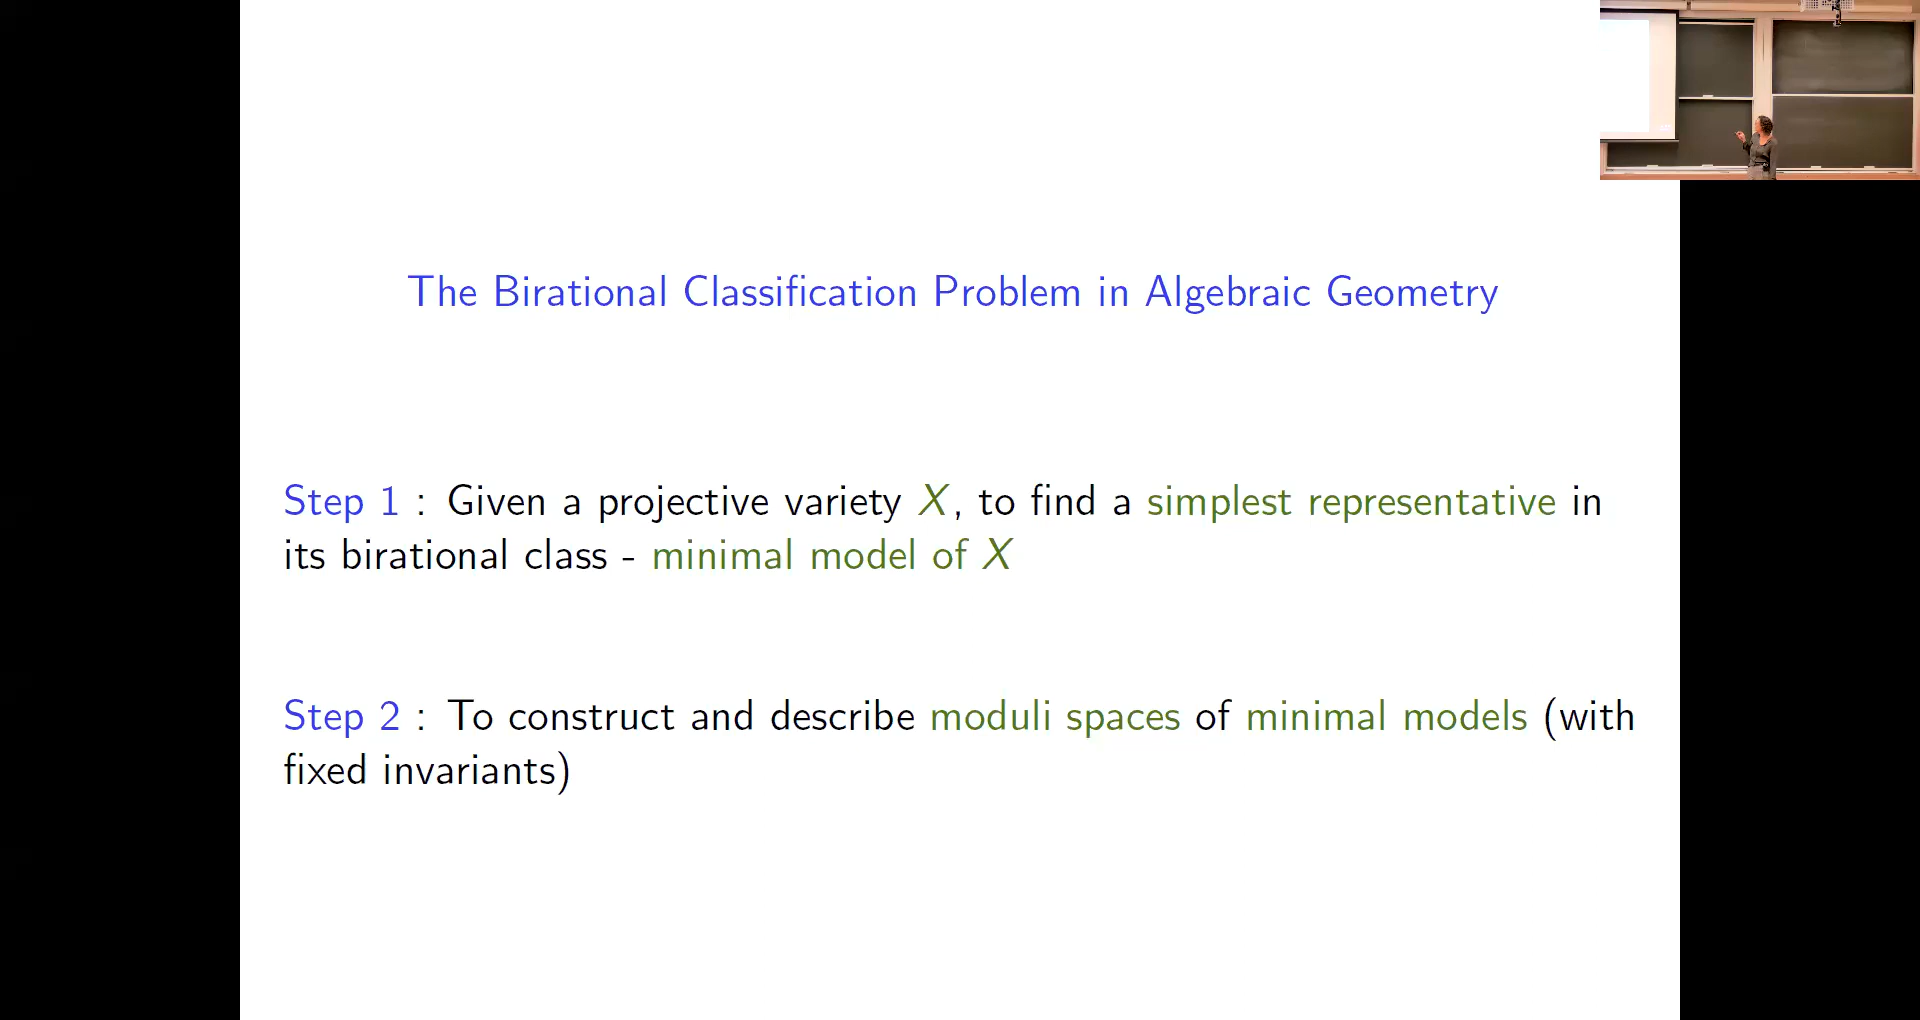 The Birational Classification Problem in Algebraic Geometry
Step 1 : Given a projective variety X, to find a simplest representative in
its birational class - minimal model of X
Step 2 : To construct and describe moduli spaces of minimal models (with
fixed invariants)